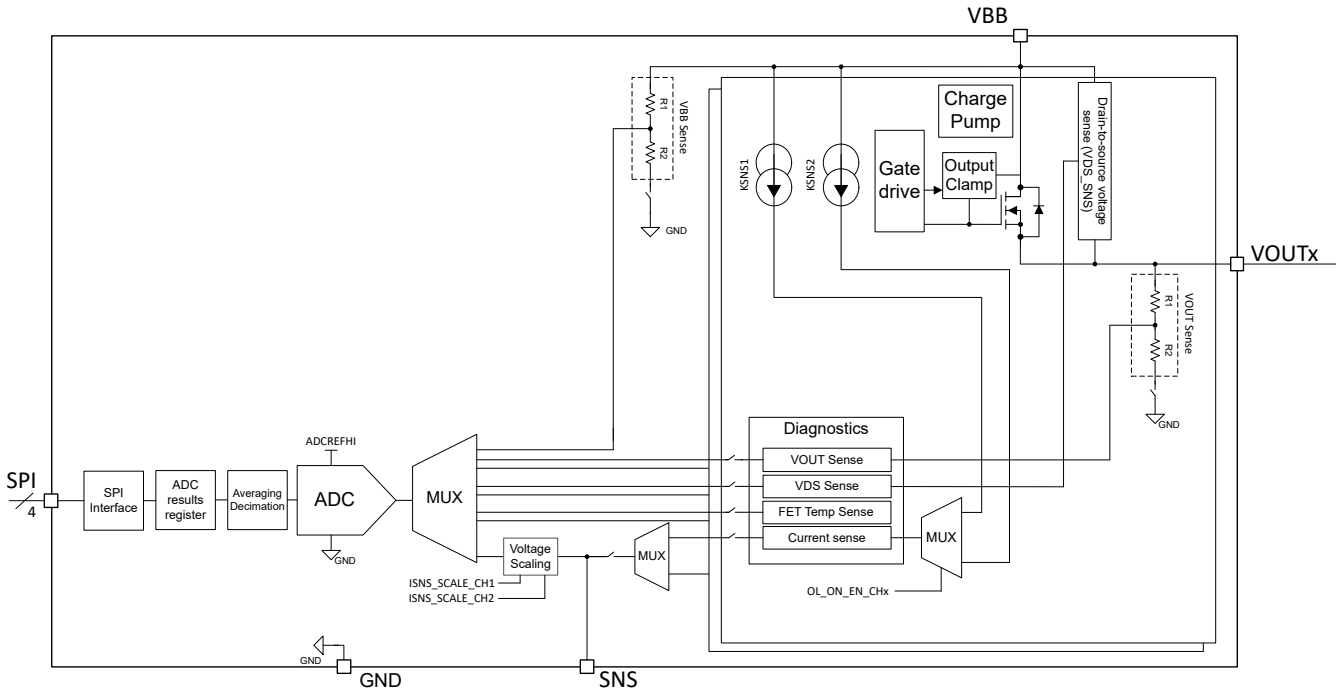 VBB
R1
R2
VBB Sense
GND
KSNS1
KSNS2
Charge
Pump
Gate
drive
Output
Clamp
Drain-to-source voltage
sense (VDS_SNS)
VOUTx
R1
R2
VOUT Sense
GND
Diagnostics
VOUT Sense
VDS Sense
FET Temp Sense
Current sense
MUX
OL_ON_EN_CHx
SPI
4
SPI
Interface
ADC
results
register
Averaging
Decimation
ADCREFHI
ADC
GND
MUX
Voltage
Scaling
MUX
ISNS_SCALE_CH1
ISNS_SCALE_CH2
GND
GND
SNS